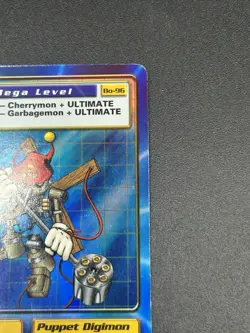 Mega Level
Bo-96
– Cherrymon + ULTIMATE
– Garbagemon + ULTIMATE
Puppet Digimon